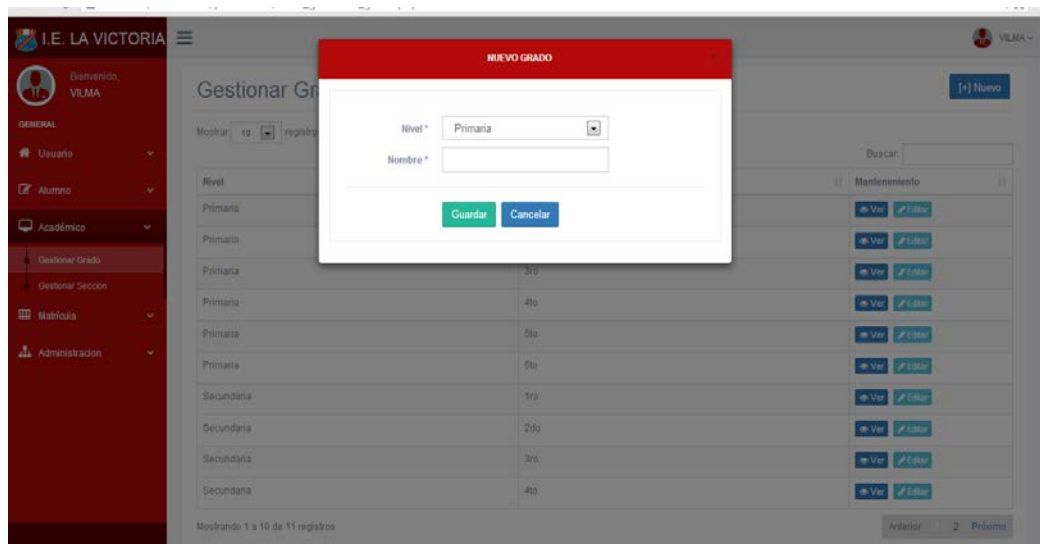 I.E. LA VICTORIA
VILMA
Bienvenido,
VILMA
GENERAL
Usuario
Alumno
Académico
Gestionar Grado
Gestionar Sección
Matrícula
Administracion
NUEVO GRADO
Nivel * Primaria
Nombre *
Guardar Cancelar
Gestionar Gr
[+] Nuevo
Mostrar 10 registro
Buscar:
Nivel Mantenimiento
Primaria Ver Editar
Primaria Ver Editar
Primaria 3ro Ver Editar
Primaria 4to Ver Editar
Primaria 5to Ver Editar
Primaria Ver Editar
Secundaria 1ro Ver Editar
Secundaria 2do Ver Editar
Secundaria 3ro Ver Editar
Secundaria 4to Ver Editar
Mostrando 1 a 10 de 11 registros
Anterior 1 2 Próximo